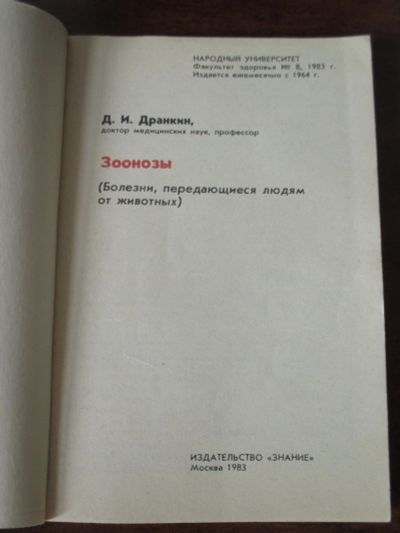 НАРОДНЫЙ УНИВЕРСИТЕТ
Факультет здоровья № 8, 1983 г.
Издается ежемесячно с 1964 г.
Д. И. Дранкин,
доктор медицинских наук, профессор
Зоонозы
(Болезни, передающиеся людям
от животных)
ИЗДАТЕЛЬСТВО «ЗНАНИЕ»
Москва 1983